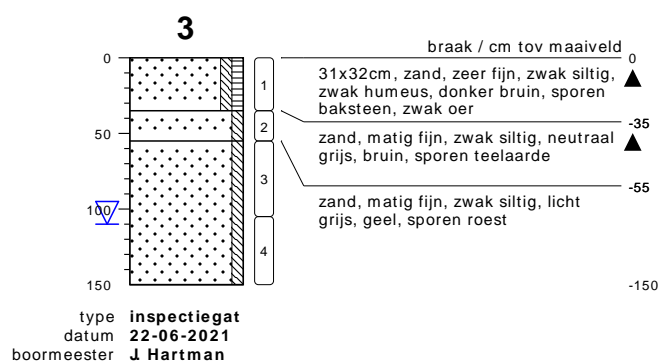 3
braak / cm tov maaiveld
0
0
1
31x32cm, zand, zeer fijn, zwak siltig,
zwak humeus, donker bruin, sporen
baksteen, zwak oer
-35
2
50
zand, matig fijn, zwak siltig, neutraal
grijs, bruin, sporen teelaarde
-55
3
zand, matig fijn, zwak siltig, licht
grijs, geel, sporen roest
100
4
150
-150
type inspectiegat
datum 22-06-2021
boormeester J. Hartman